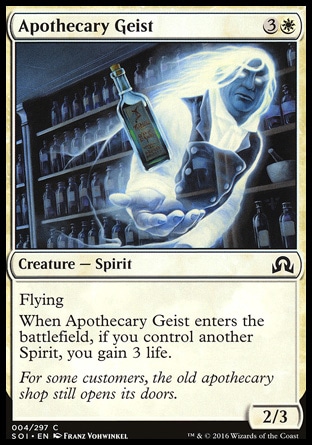 Apothecary Geist 3
Creature — Spirit
Flying
When Apothecary Geist enters the
battlefield, if you control another
Spirit, you gain 3 life.
For some customers, the old apothecary
shop still opens its doors.
2/3
004/297 C
SOI • EN Franz Vohwinkel
™ & © 2016 Wizards of the Coast